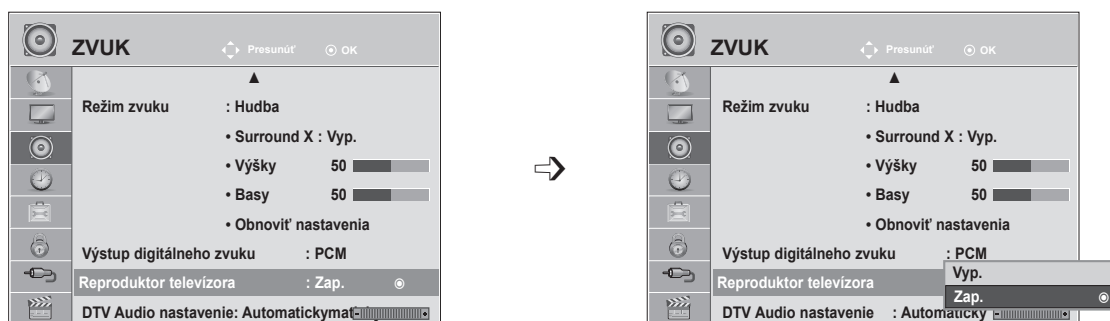 ZVUK
Presunúť
OK
Režim zvuku : Hudba
• Surround X : Vyp.
• Výšky 50
• Basy 50
• Obnoviť nastavenia
Výstup digitálneho zvuku : PCM
Reproduktor televízora : Zap.
DTV Audio nastavenie: Automatickymat
ZVUK
Presunúť
OK
Režim zvuku : Hudba
• Surround X : Vyp.
• Výšky 50
• Basy 50
• Obnoviť nastavenia
Výstup digitálneho zvuku : PCM
Reproduktor televízora
Vyp.
Zap.
DTV Audio nastavenie : Automaticky